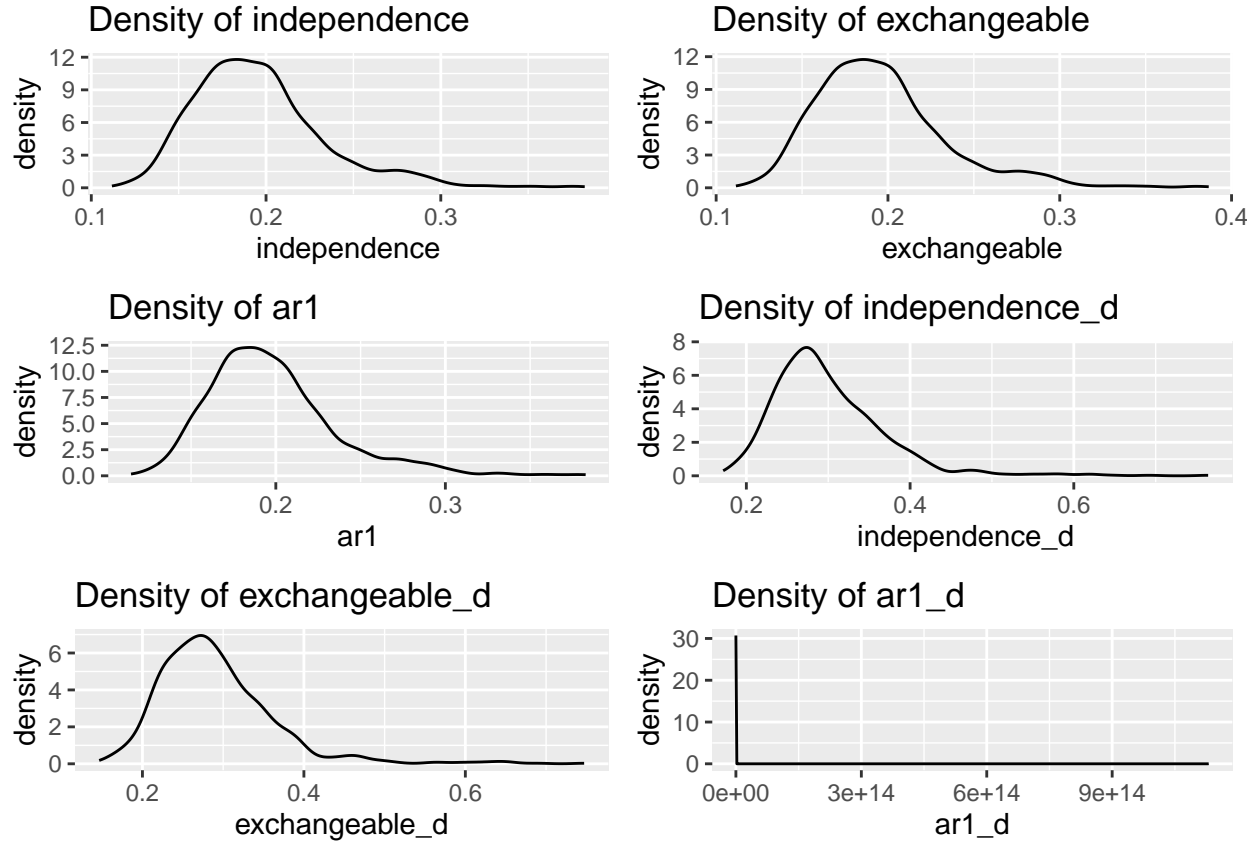 Density of independence
density
12
9
6
3
0
0.1 0.2 0.3
independence
Density of exchangeable
density
12
9
6
3
0
0.1 0.2 0.3 0.4
exchangeable
Density of ar1
density
12.5
10.0
7.5
5.0
2.5
0.0
0.2 0.3
ar1
Density of independence_d
density
8
6
4
2
0
0.2 0.4 0.6
independence_d
Density of exchangeable_d
density
6
4
2
0
0.2 0.4 0.6
exchangeable_d
Density of ar1_d
density
30
20
10
0
0e+00 3e+14 6e+14 9e+14
ar1_d